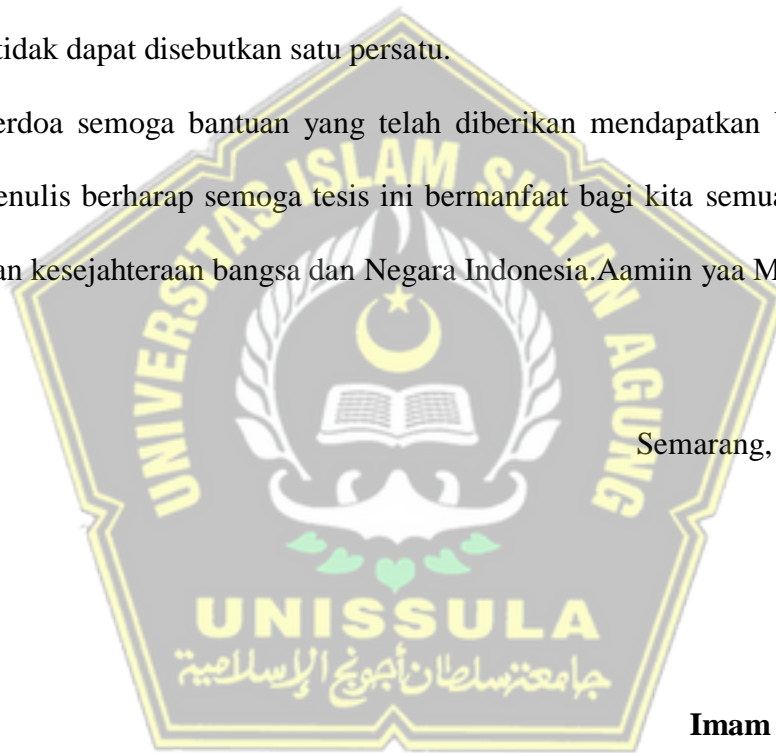 tidak dapat disebutkan satu persatu.
erdoa semoga bantuan yang telah diberikan mendapatkan
enulis berharap semoga tesis ini bermanfaat bagi kita semua
an kesejahteraan bangsa dan Negara Indonesia.Aamiin yaa M
UNIVERSITAS ISLAM SULTAN AGUNG
Semarang,
UNISSULA
جامعة سلطان أجونج الإسلامية
Imam